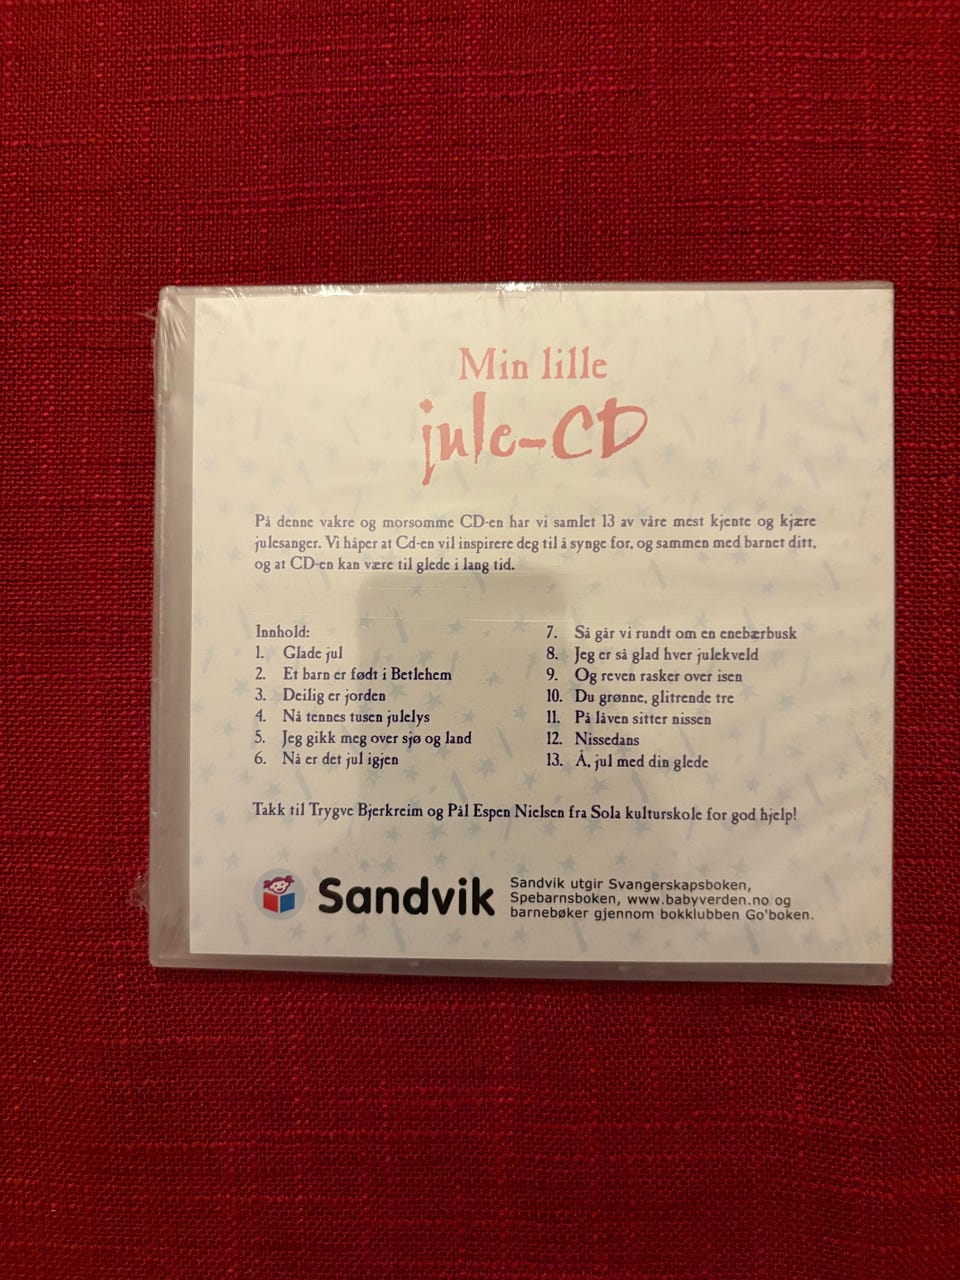 Min lille
jule-CD
På denne vakre og morsomme CD-en har vi samlet 13 av våre mest kjente og kjære
julesanger. Vi håper at Cd-en vil inspirere deg til å synge for, og sammen med barnet ditt,
og at CD-en kan være til glede i lang tid.
Innhold:
1. Glade jul
2. Et barn er født i Betlehem
3. Deilig er jorden
4. Nå tennes tusen julelys
5. Jeg gikk meg over sjø og land
6. Nå er det jul igjen
7. Så går vi rundt om en enebærbusk
8. Jeg er så glad hver julekveld
9. Og reven rasker over isen
10. Du grønne, glitrende tre
11. På låven sitter nissen
12. Nissedans
13. Å, jul med din glede
Takk til Trygve Bjerkreim og Pål Espen Nielsen fra Sola kulturskole for god hjelp!
Sandvik
Sandvik utgir Svangerskapsboken,
Spebarnsboken, www.babyverden.no og
barnebøker gjennom bokklubben Go'boken.